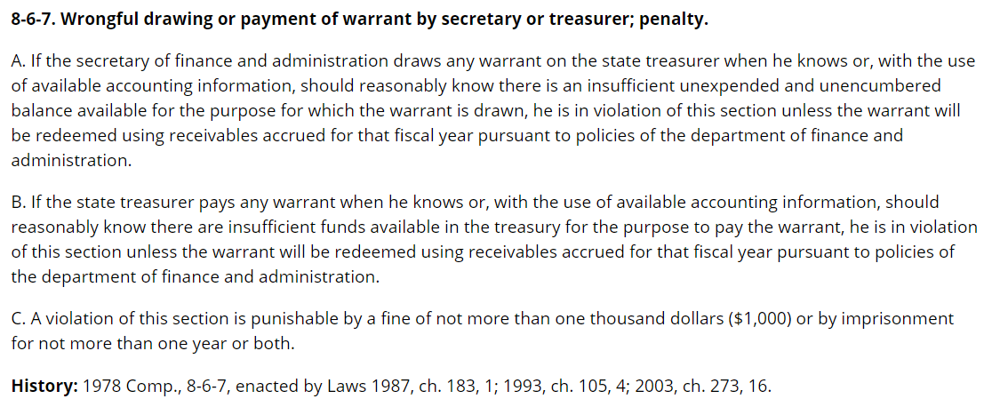 8-6-7. Wrongful drawing or payment of warrant by secretary or treasurer; penalty.
A. If the secretary of finance and administration draws any warrant on the state treasurer when he knows or, with the use
of available accounting information, should reasonably know there is an insufficient unexpended and unencumbered
balance available for the purpose for which the warrant is drawn, he is in violation of this section unless the warrant will
be redeemed using receivables accrued for that fiscal year pursuant to policies of the department of finance and
administration.
B. If the state treasurer pays any warrant when he knows or, with the use of available accounting information, should
reasonably know there are insufficient funds available in the treasury for the purpose to pay the warrant, he is in violation
of this section unless the warrant will be redeemed using receivables accrued for that fiscal year pursuant to policies of
the department of finance and administration.
C. A violation of this section is punishable by a fine of not more than one thousand dollars ($1,000) or by imprisonment
for not more than one year or both.
History: 1978 Comp., 8-6-7, enacted by Laws 1987, ch. 183, 1; 1993, ch. 105, 4; 2003, ch. 273, 16.